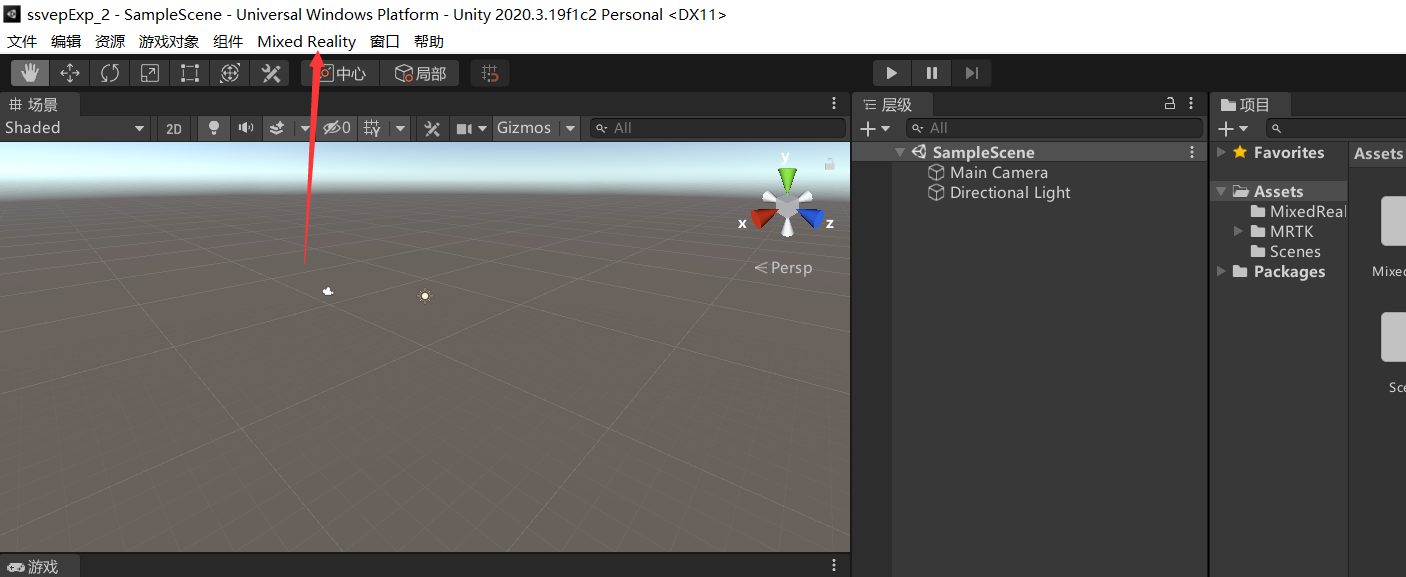 ssvepExp_2 - SampleScene - Universal Windows Platform - Unity 2020.3.19f1c2 Personal <DX11>
文件 编辑 资源 游戏对象 组件 Mixed Reality 窗口 帮助
中心 局部
场景
Shaded 2D 0 Gizmos All
y
x z
Persp
游戏
层级
All
SampleScene
Main Camera
Directional Light
项目
Favorites
Assets
MixedReal
MRTK
Scenes
Packages
Assets
Mixed
Sce